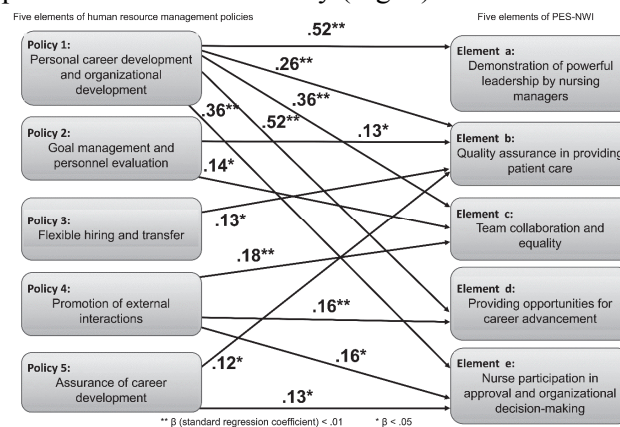 Five elements of human resource management policies
Five elements of PES-NWI
Policy 1:
Personal career development
and organizational
development
Policy 2:
Goal management and
personnel evaluation
Policy 3:
Flexible hiring and transfer
Policy 4:
Promotion of external
interactions
Policy 5:
Assurance of career
development
.52**
.26**
.36**
.36**
.52**
.13*
.14*
.13*
.18**
.16**
.16*
.12*
.13*
Element a:
Demonstration of powerful
leadership by nursing
managers
Element b:
Quality assurance in providing
patient care
Element c:
Team collaboration and
equality
Element d:
Providing opportunities for
career advancement
Element e:
Nurse participation in
approval and organizational
decision-making
** β (standard regression coefficient) < .01 * β < .05